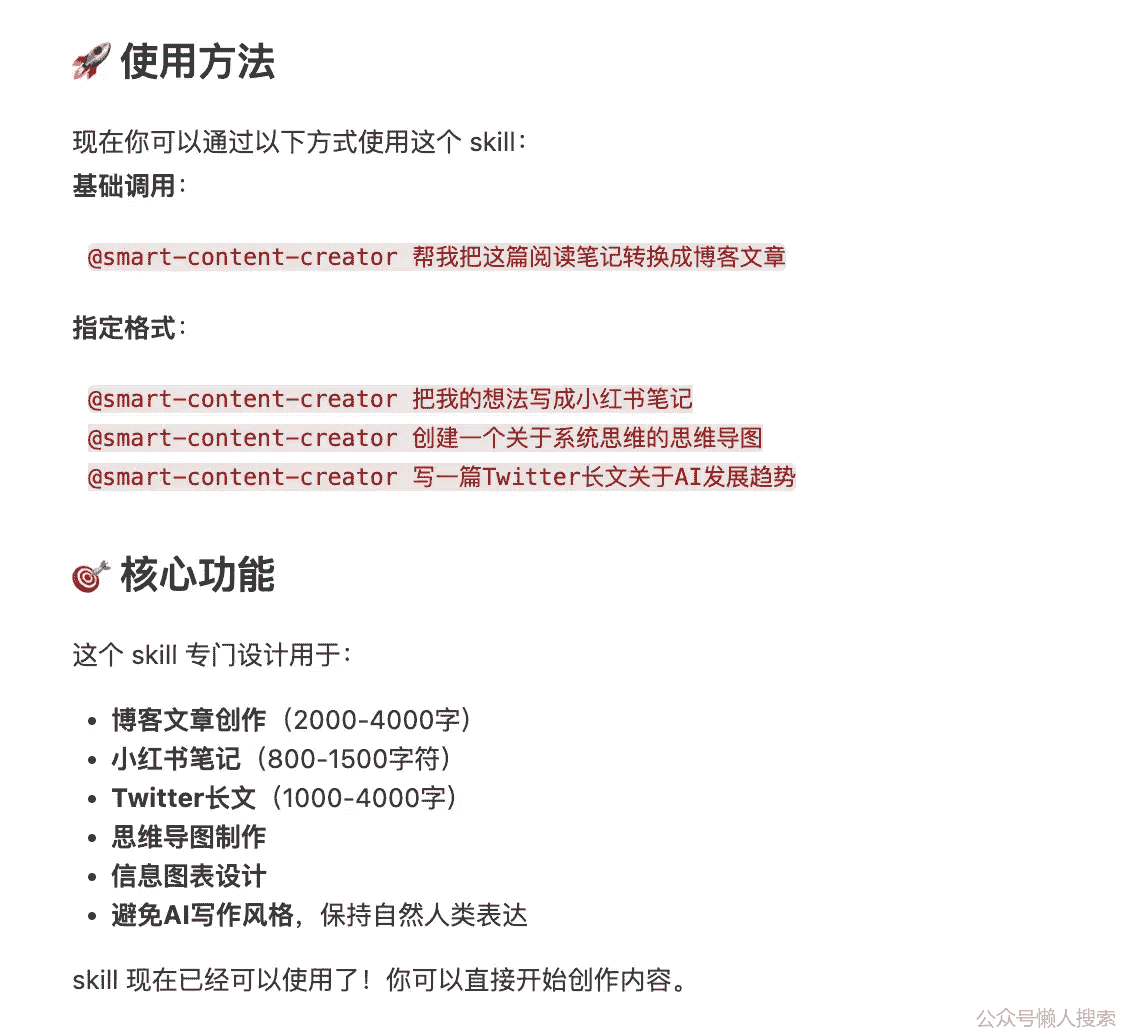 🚀 使用方法
现在你可以通过以下方式使用这个 skill：
基础调用：
@smart-content-creator 帮我把这篇阅读笔记转换成博客文章
指定格式：
@smart-content-creator 把我的想法写成小红书笔记
@smart-content-creator 创建一个关于系统思维的思维导图
@smart-content-creator 写一篇Twitter长文关于AI发展趋势
🎯 核心功能
这个 skill 专门设计用于：
• 博客文章创作（2000-4000字）
• 小红书笔记（800-1500字符）
• Twitter长文（1000-4000字）
• 思维导图制作
• 信息图表设计
• 避免AI写作风格，保持自然人类表达
skill 现在已经可以使用了！你可以直接开始创作内容。
公众号懒人搜索